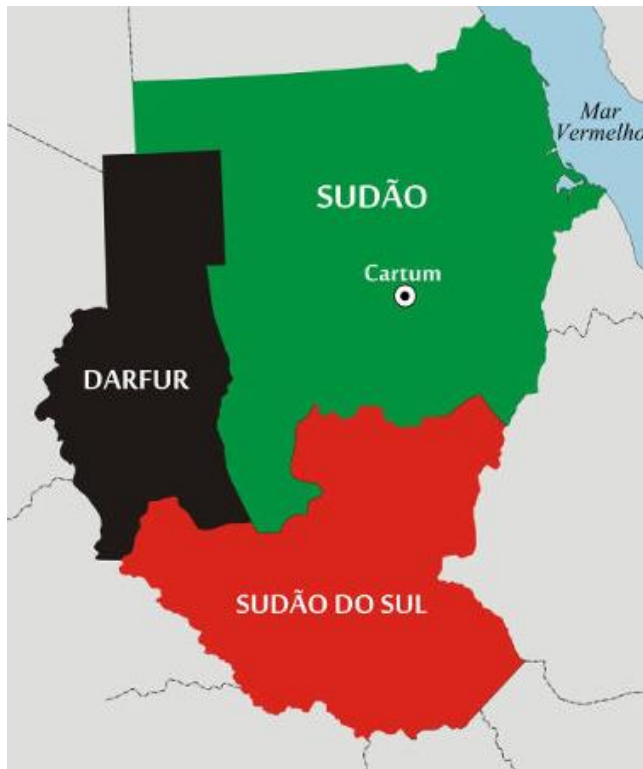 Mar
Vermelho
SUDÃO
Cartum
DARFUR
SUDÃO DO SUL